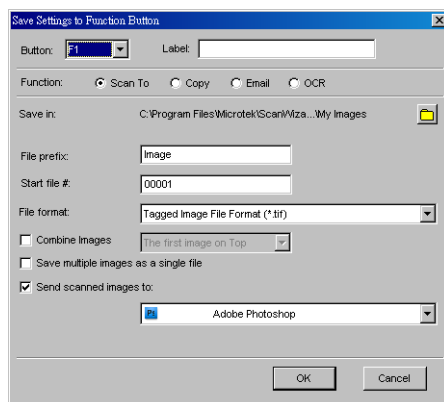 Save Settings to Function Button
Button: F1 Label:
Function: Scan To Copy Email OCR
Save in: C:\Program Files\Microtek\ScanWiza...\My Images
File prefix: Image
Start file #: 00001
File format: Tagged Image File Format (*.tif)
Combine Images The first image on Top
Save multiple images as a single file
Send scanned images to:
Ps Adobe Photoshop
OK Cancel